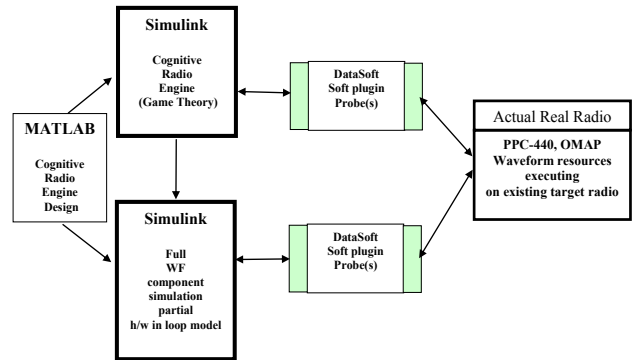 MATLAB
Cognitive
Radio
Engine
Design
Simulink
Cognitive
Radio
Engine
(Game Theory)
Simulink
Full
WF
component
simulation
partial
h/w in loop model
DataSoft
Soft plugin
Probe(s)
DataSoft
Soft plugin
Probe(s)
Actual Real Radio
PPC-440, OMAP
Waveform resources
executing
on existing target radio